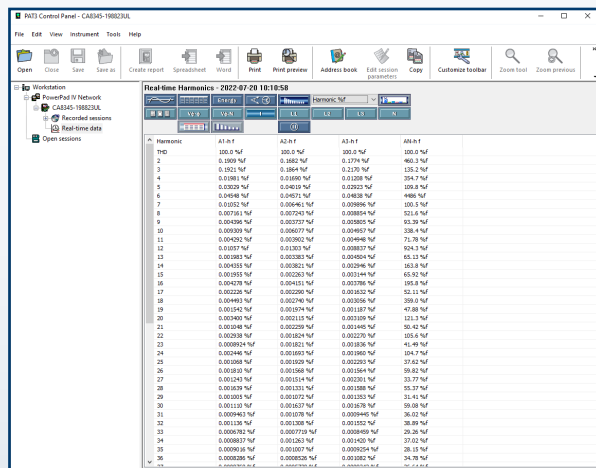 PAT3 Control Panel - CA8345-198823UL
File Edit View Instrument Tools Help
Open Close Save Save as Create report Spreadsheet Word Print Print preview Address book Edit session parameters Copy Customize toolbar Zoom tool Zoom previous
Workstation
PowerPad IV Network
CA8345-198823UL
Recorded sessions
Real-time data
Open sessions
Real-time Harmonics - 2022-07-20 10:10:58
Energy Harmonic %f
L1 L2 L3 N
Harmonic A1-h f A2-h f A3-h f AN-h f
THD 100.0 %f 100.0 %f 100.0 %f 100.0 %f
2 0.1909 %f 0.1682 %f 0.1774 %f 460.3 %f
3 0.1921 %f 0.1864 %f 0.2170 %f 135.2 %f
4 0.01981 %f 0.01690 %f 0.01208 %f 354.7 %f
5 0.03029 %f 0.04019 %f 0.02923 %f 109.8 %f
6 0.04548 %f 0.04571 %f 0.04838 %f 4486 %f
7 0.01052 %f 0.006461 %f 0.009896 %f 100.5 %f
8 0.007161 %f 0.007243 %f 0.008854 %f 521.6 %f
9 0.004396 %f 0.003737 %f 0.005805 %f 93.39 %f
10 0.009309 %f 0.006077 %f 0.004957 %f 338.4 %f
11 0.004292 %f 0.003902 %f 0.004948 %f 71.78 %f
12 0.01057 %f 0.01303 %f 0.008837 %f 924.3 %f
13 0.001983 %f 0.003383 %f 0.004504 %f 65.13 %f
14 0.004355 %f 0.003821 %f 0.002946 %f 163.8 %f
15 0.001955 %f 0.002263 %f 0.003144 %f 65.92 %f
16 0.004278 %f 0.004151 %f 0.003786 %f 195.8 %f
17 0.002226 %f 0.002290 %f 0.001632 %f 52.11 %f
18 0.004493 %f 0.002740 %f 0.003056 %f 359.0 %f
19 0.001542 %f 0.001974 %f 0.001187 %f 47.88 %f
20 0.003400 %f 0.002115 %f 0.003109 %f 121.3 %f
21 0.001048 %f 0.002259 %f 0.001445 %f 50.42 %f
22 0.002938 %f 0.001824 %f 0.002270 %f 105.6 %f
23 0.0008924 %f 0.001821 %f 0.001836 %f 41.49 %f
24 0.002446 %f 0.001693 %f 0.001960 %f 104.7 %f
25 0.001068 %f 0.001929 %f 0.002293 %f 37.62 %f
26 0.001810 %f 0.001568 %f 0.001564 %f 59.82 %f
27 0.001243 %f 0.001514 %f 0.002301 %f 33.77 %f
28 0.001639 %f 0.001331 %f 0.001588 %f 55.37 %f
29 0.001005 %f 0.001072 %f 0.001353 %f 31.41 %f
30 0.001110 %f 0.001637 %f 0.001678 %f 59.08 %f
31 0.0009463 %f 0.001078 %f 0.0009445 %f 36.02 %f
32 0.001136 %f 0.001308 %f 0.001552 %f 38.89 %f
33 0.0006782 %f 0.0007719 %f 0.0008459 %f 29.26 %f
34 0.0008837 %f 0.001263 %f 0.001420 %f 37.02 %f
35 0.0009016 %f 0.001007 %f 0.0009254 %f 28.15 %f
36 0.0008286 %f 0.0008526 %f 0.001082 %f 34.78 %f